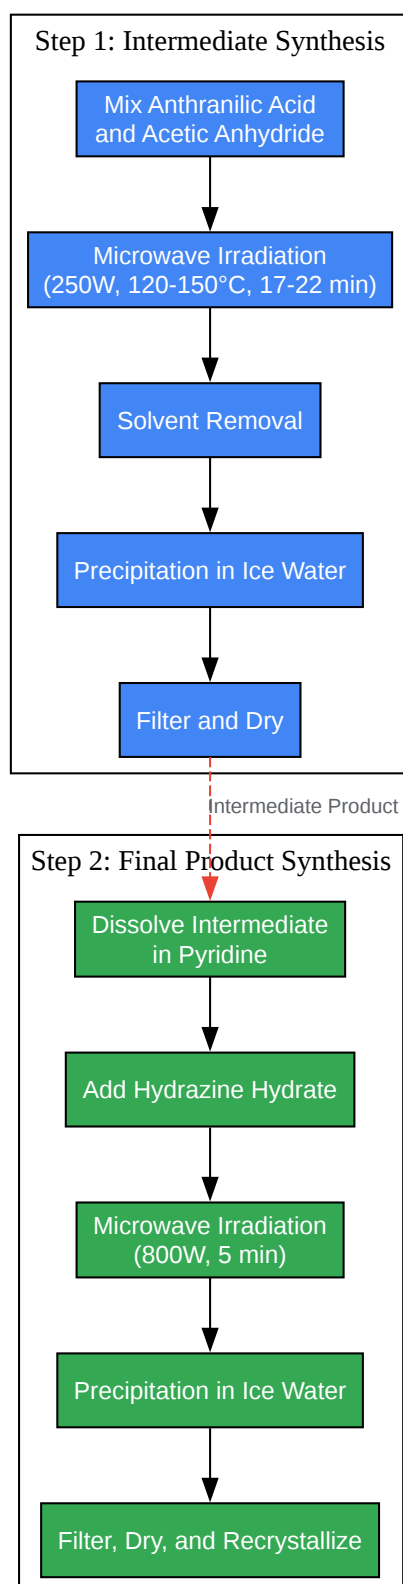 Step 1: Intermediate Synthesis
Mix Anthranilic Acid
and Acetic Anhydride
Microwave Irradiation
(250W, 120-150°C, 17-22 min)
Solvent Removal
Precipitation in Ice Water
Filter and Dry
Intermediate Product
Step 2: Final Product Synthesis
Dissolve Intermediate
in Pyridine
Add Hydrazine Hydrate
Microwave Irradiation
(800W, 5 min)
Precipitation in Ice Water
Filter, Dry, and Recrystallize